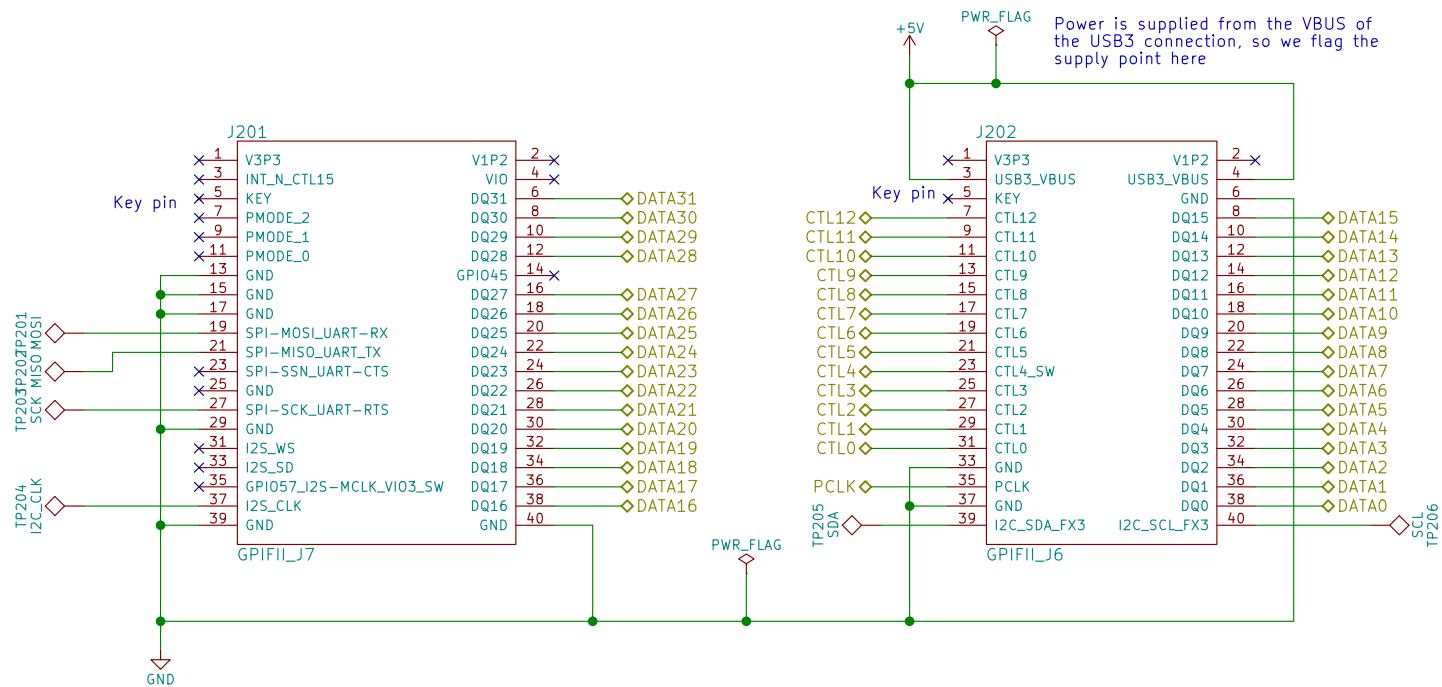 PWR_FLAG
Power is supplied from the VBUS of
the USB3 connection, so we flag the
supply point here
+5V
J201
1 V3P3 V1P2 2
3 INT_N_CTL15 VIO 4
Key pin 5 KEY DQ31 6 DATA31
7 PMODE_2 DQ30 8 DATA30
9 PMODE_1 DQ29 10 DATA29
11 PMODE_0 DQ28 12 DATA28
13 GND GPIO45 14
15 GND DQ27 16 DATA27
17 GND DQ26 18 DATA26
TP201 MOSI 19 SPI-MOSI_UART-RX DQ25 20 DATA25
TP202 MISO 21 SPI-MISO_UART_TX DQ24 22 DATA24
23 SPI-SSN_UART-CTS DQ23 24 DATA23
25 GND DQ22 26 DATA22
TP203 SCK 27 SPI-SCK_UART-RTS DQ21 28 DATA21
29 GND DQ20 30 DATA20
31 I2S_WS DQ19 32 DATA19
33 I2S_SD DQ18 34 DATA18
35 GPIO57_I2S-MCLK_VIO3_SW DQ17 36 DATA17
TP204 I2C_CLK 37 I2S_CLK DQ16 38 DATA16
39 GND GND 40
GPIFII_J7
J202
1 V3P3 V1P2 2
3 USB3_VBUS USB3_VBUS 4
Key pin 5 KEY GND 6
CTL12 7 CTL12 DQ15 8 DATA15
CTL11 9 CTL11 DQ14 10 DATA14
CTL10 11 CTL10 DQ13 12 DATA13
CTL9 13 CTL9 DQ12 14 DATA12
CTL8 15 CTL8 DQ11 16 DATA11
CTL7 17 CTL7 DQ10 18 DATA10
CTL6 19 CTL6 DQ9 20 DATA9
CTL5 21 CTL5 DQ8 22 DATA8
CTL4 23 CTL4_SW DQ7 24 DATA7
CTL3 25 CTL3 DQ6 26 DATA6
CTL2 27 CTL2 DQ5 28 DATA5
CTL1 29 CTL1 DQ4 30 DATA4
CTL0 31 CTL0 DQ3 32 DATA3
33 GND DQ2 34 DATA2
PCLK 35 PCLK DQ1 36 DATA1
37 GND DQ0 38 DATA0
TP205 SDA 39 I2C_SDA_FX3 I2C_SCL_FX3 40 SCL TP206
GPIFII_J6
PWR_FLAG
GND